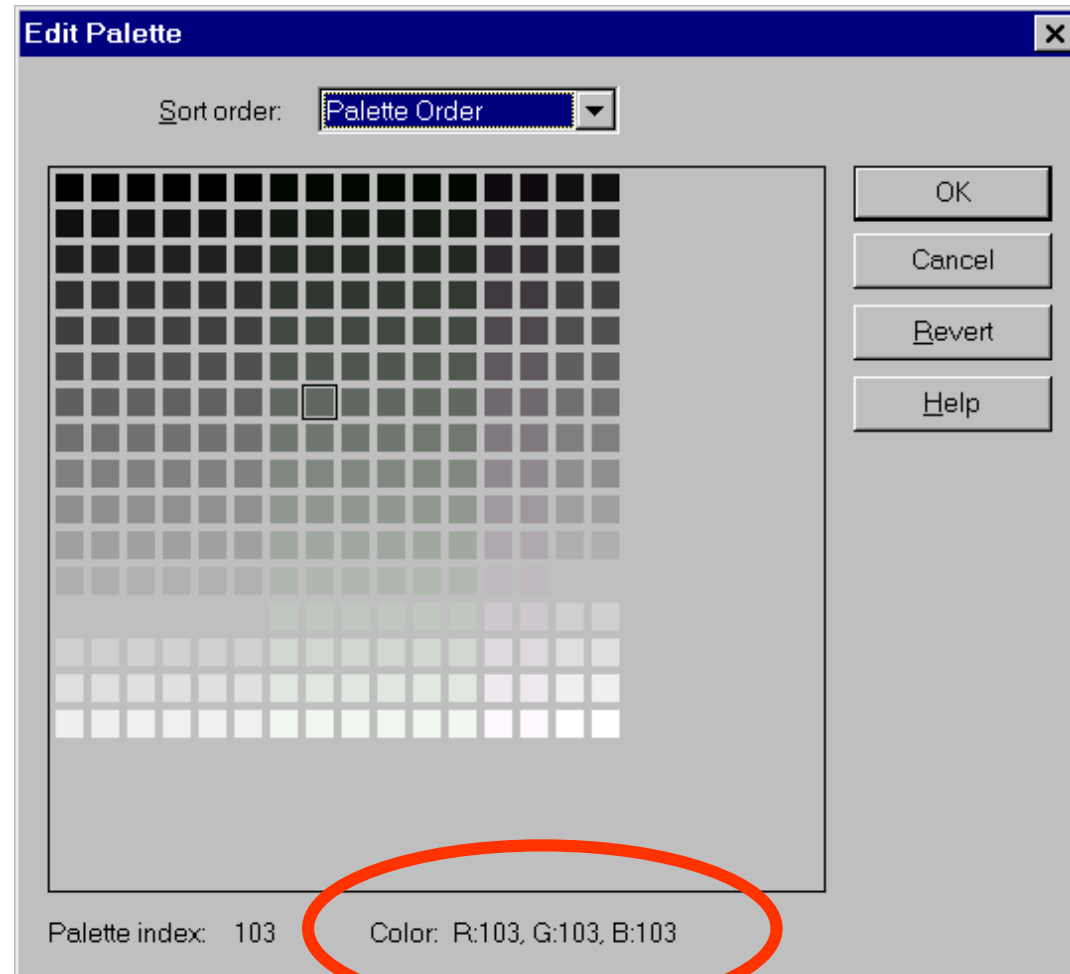 Edit Palette
Sort order: Palette Order
OK
Cancel
Revert
Help
Palette index: 103 Color: R:103, G:103, B:103